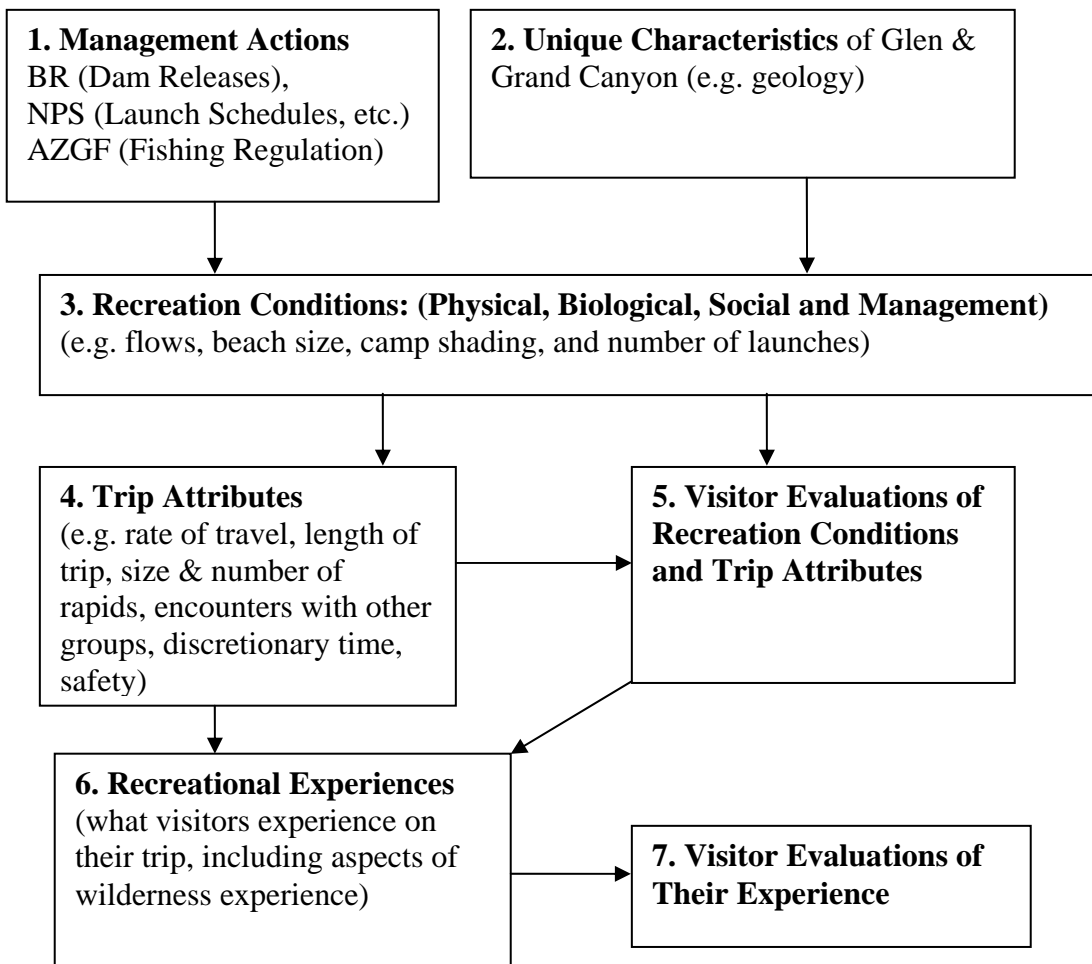 1. Management Actions
BR (Dam Releases),
NPS (Launch Schedules, etc.)
AZGF (Fishing Regulation)
2. Unique Characteristics of Glen &
Grand Canyon (e.g. geology)
3. Recreation Conditions: (Physical, Biological, Social and Management)
(e.g. flows, beach size, camp shading, and number of launches)
4. Trip Attributes
(e.g. rate of travel, length of
trip, size & number of
rapids, encounters with other
groups, discretionary time,
safety)
5. Visitor Evaluations of
Recreation Conditions
and Trip Attributes
6. Recreational Experiences
(what visitors experience on
their trip, including aspects of
wilderness experience)
7. Visitor Evaluations of
Their Experience